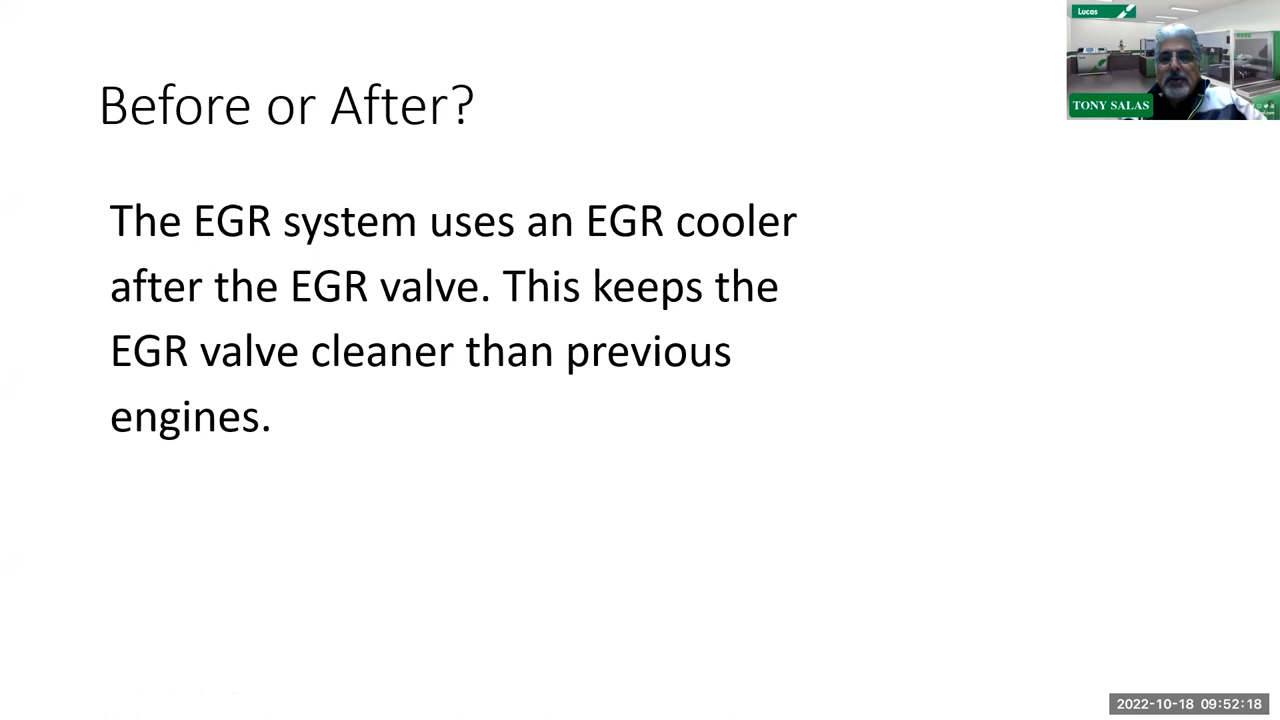 Before or After?
The EGR system uses an EGR cooler
after the EGR valve. This keeps the
EGR valve cleaner than previous
engines.
Lucas
TONY SALAS
2022-10-18 09:52:18